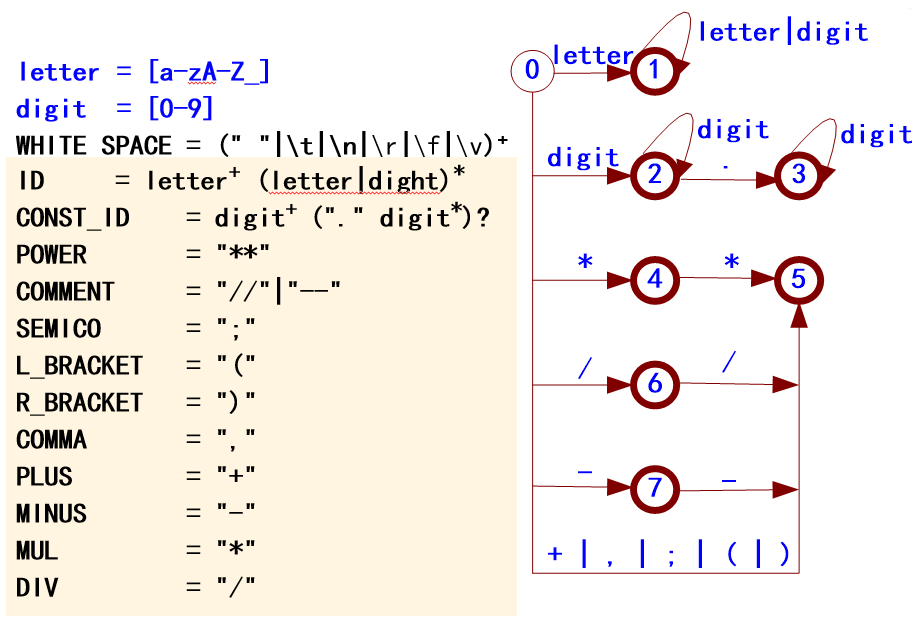 letter = [a-zA-Z_]
digit = [0-9]
WHITE SPACE = (" "|\t|\n|\r|\f|\v)+
ID = letter+ (letter|dight)*
CONST_ID = digit+ ("." digit*)?
POWER = "**"
COMMENT = "//"|"--"
SEMICO = ";"
L_BRACKET = "("
R_BRACKET = ")"
COMMA = ","
PLUS = "+"
MINUS = "-"
MUL = "*"
DIV = "/"
0 letter 1 letter|digit
digit 2 digit . 3 digit
* 4 * 5
/ 6 /
- 7 -
+ | , | ; | ( | )